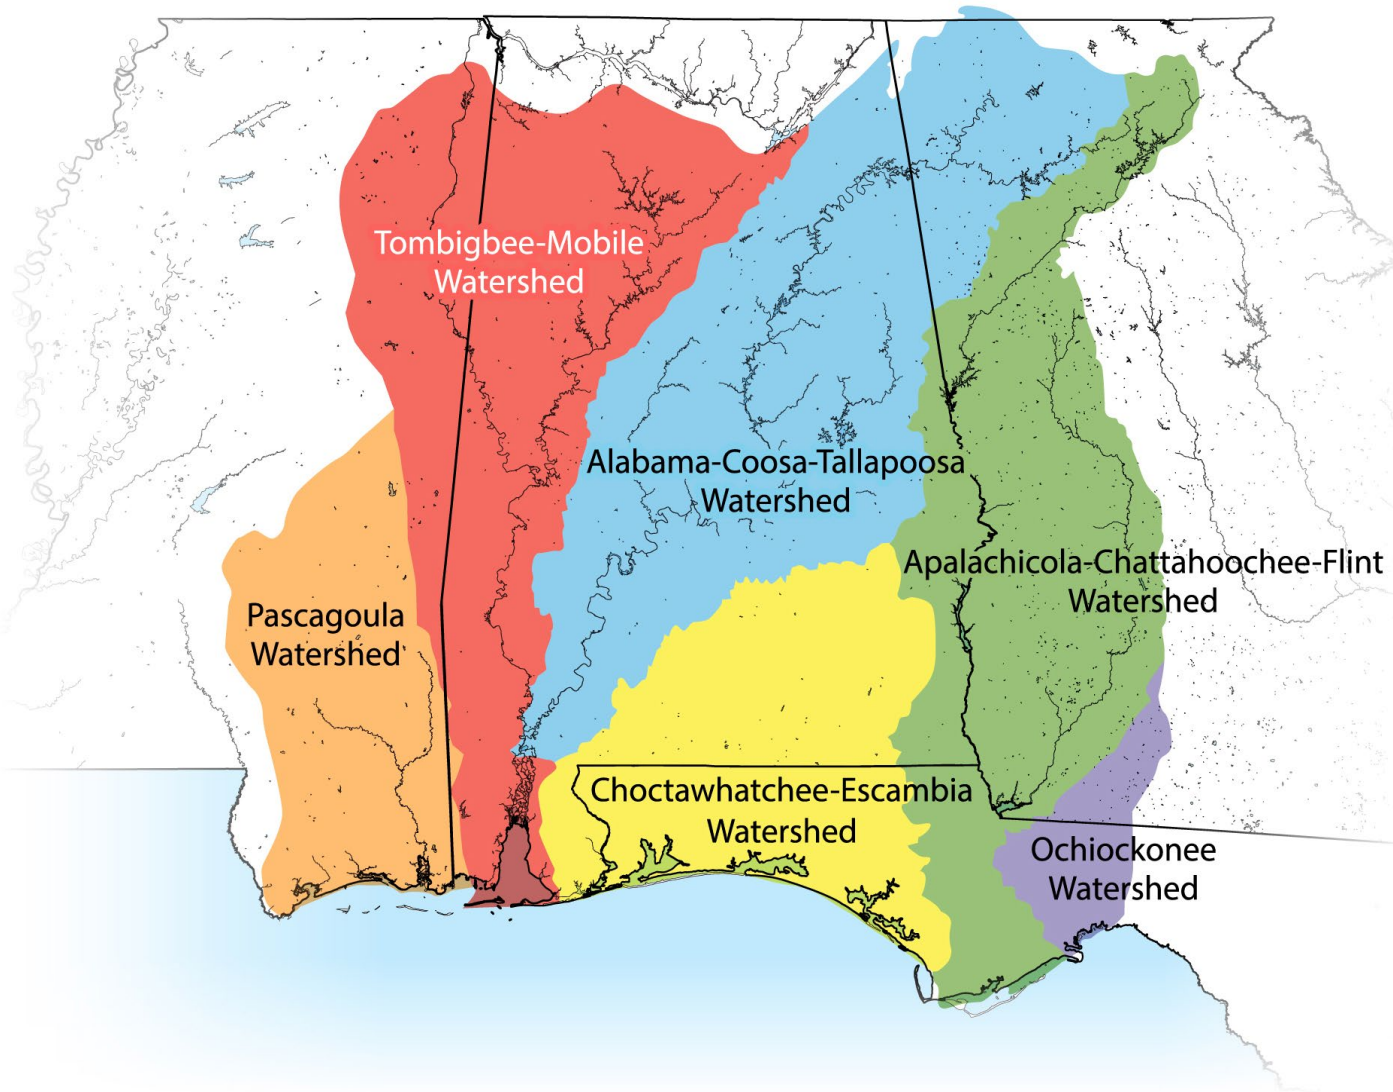 Tombigbee-Mobile
Watershed
Alabama-Coosa-Tallapoosa
Watershed
Apalachicola-Chattahoochee-Flint
Watershed
Pascagoula
Watershed
Choctawhatchee-Escambia
Watershed
Ochiockonee
Watershed